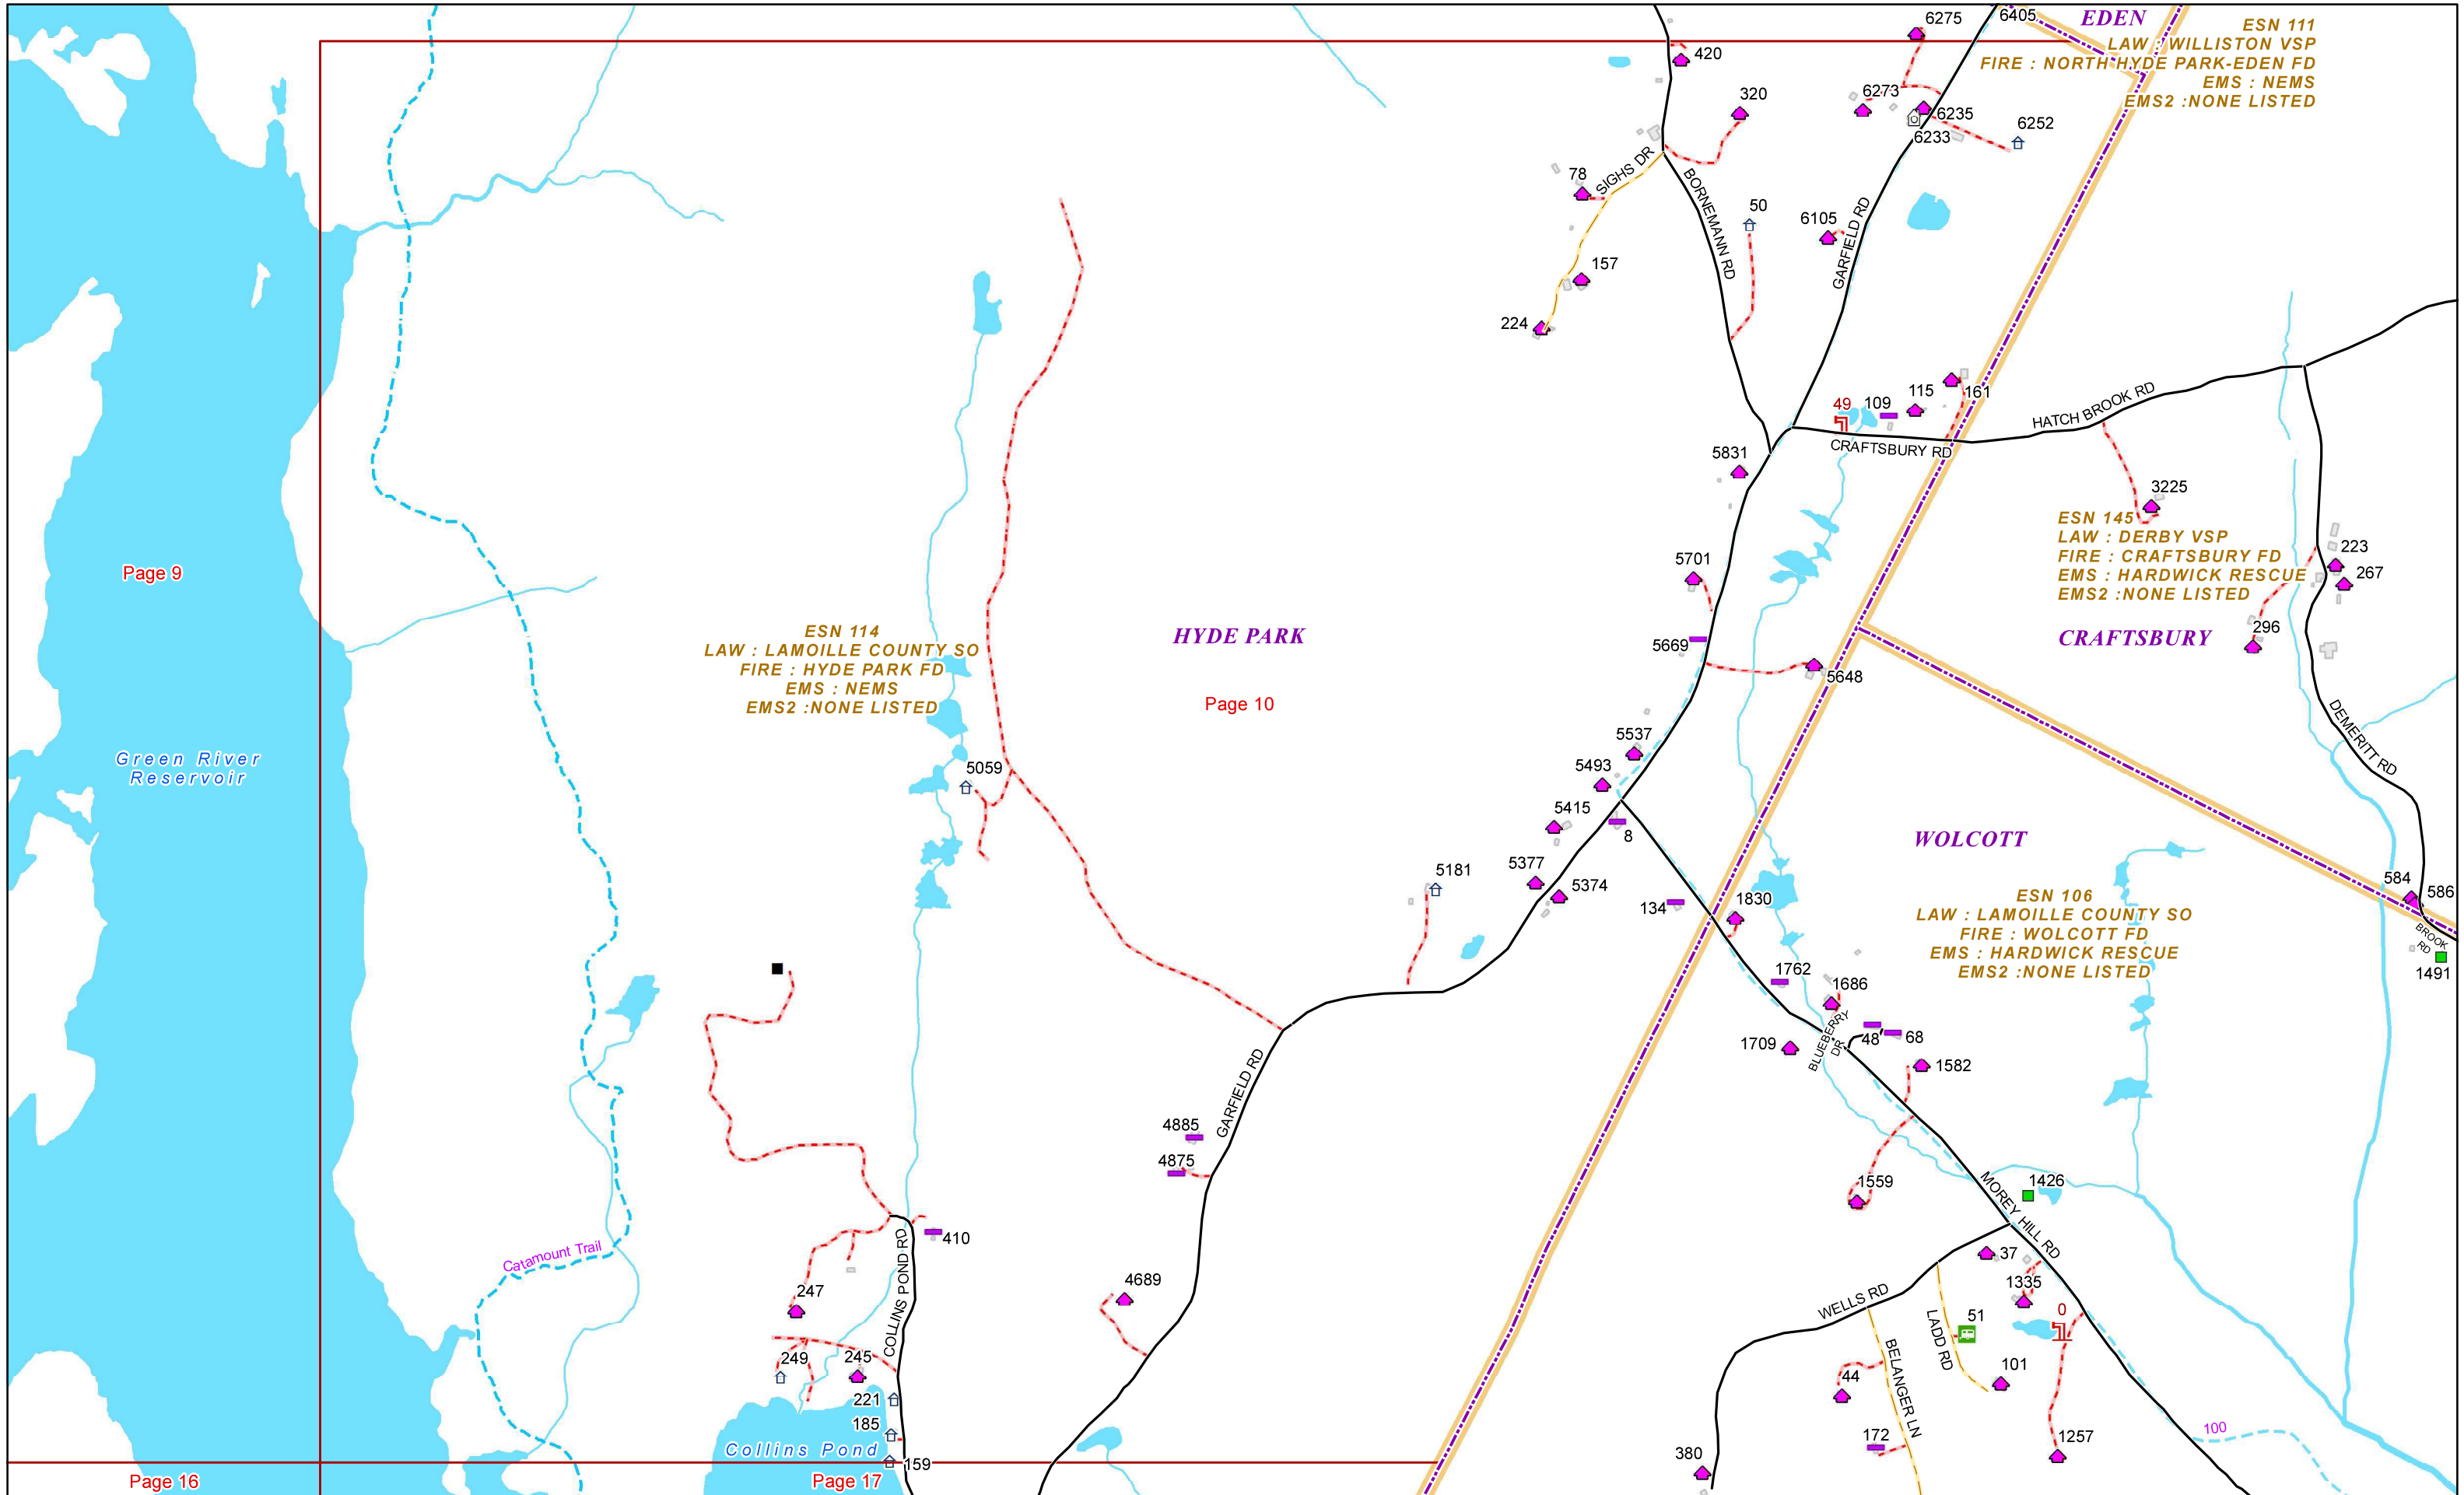 6275
6405
EDEN
ESN 111
LAW : WILLISTON VSP
FIRE : NORTH HYDE PARK-EDEN FD
EMS : NEMS
EMS2 :NONE LISTED
420
320
6273
6235
6233
6252
78
SIGHS DR
BORNEMANN RD
50
6105
GARFIELD RD
157
224
49
109
115
161
HATCH BROOK RD
CRAFTSBURY RD
5831
3225
ESN 145
LAW : DERBY VSP
FIRE : CRAFTSBURY FD
EMS : HARDWICK RESCUE
EMS2 :NONE LISTED
223
267
296
CRAFTSBURY
DEMERITT RD
Page 9
5701
5669
5648
ESN 114
LAW : LAMOILLE COUNTY SO
FIRE : HYDE PARK FD
EMS : NEMS
EMS2 :NONE LISTED
HYDE PARK
Page 10
Green River
Reservoir
5059
5537
5493
5415
8
5377
5374
5181
134
1830
WOLCOTT
ESN 106
LAW : LAMOILLE COUNTY SO
FIRE : WOLCOTT FD
EMS : HARDWICK RESCUE
EMS2 :NONE LISTED
584
586
BROOK
RD
1491
1762
1686
1709
BLUEBERRY
DR
48
68
1582
GARFIELD RD
4885
4875
1559
1426
MOREY HILL RD
410
COLLINS POND RD
Catamount Trail
247
4689
37
1335
WELLS RD
LADD RD
51
0
249
245
BELANGER LN
101
44
221
185
Collins Pond
159
172
380
1257
100
Page 16
Page 17